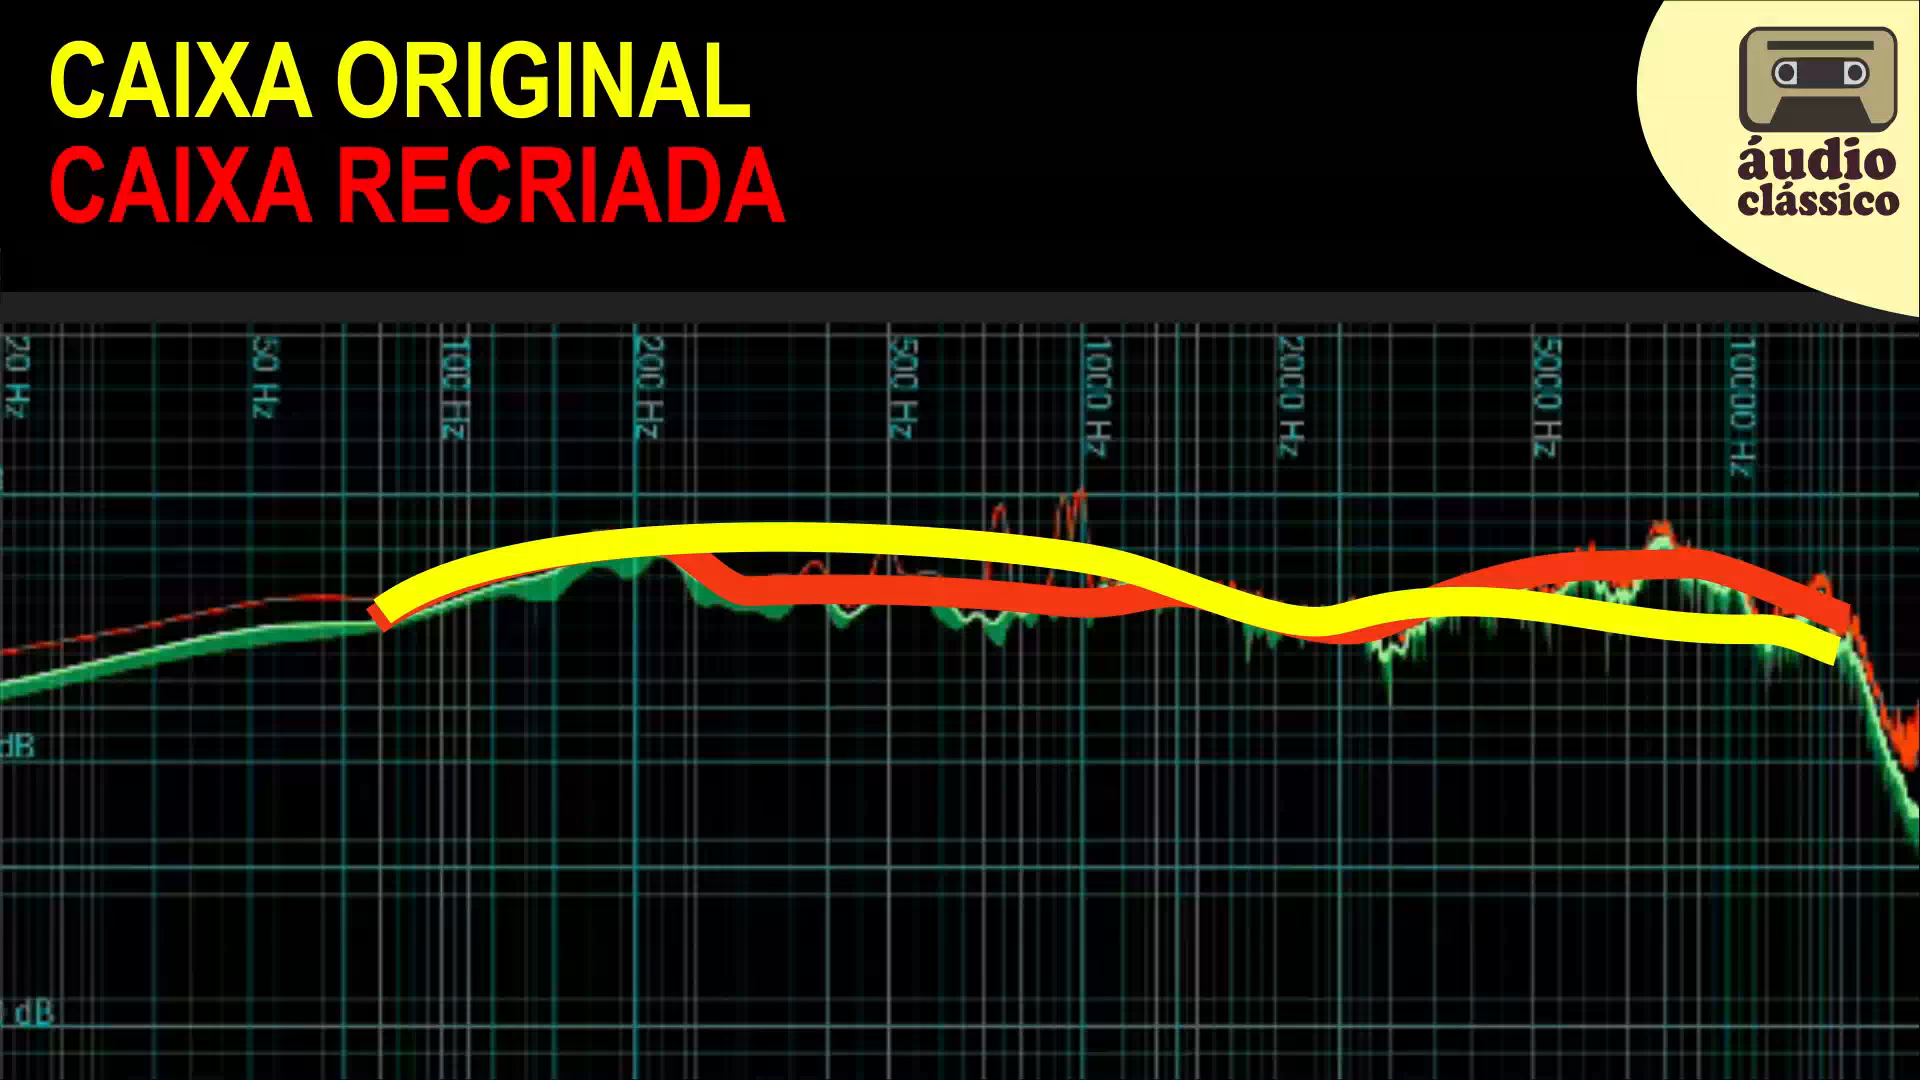 CAIXA ORIGINAL
CAIXA RECRIADA
áudio
clássico
20 Hz
50 Hz
100 Hz
200 Hz
500 Hz
1000 Hz
2000 Hz
5000 Hz
10000 Hz
dB
dB